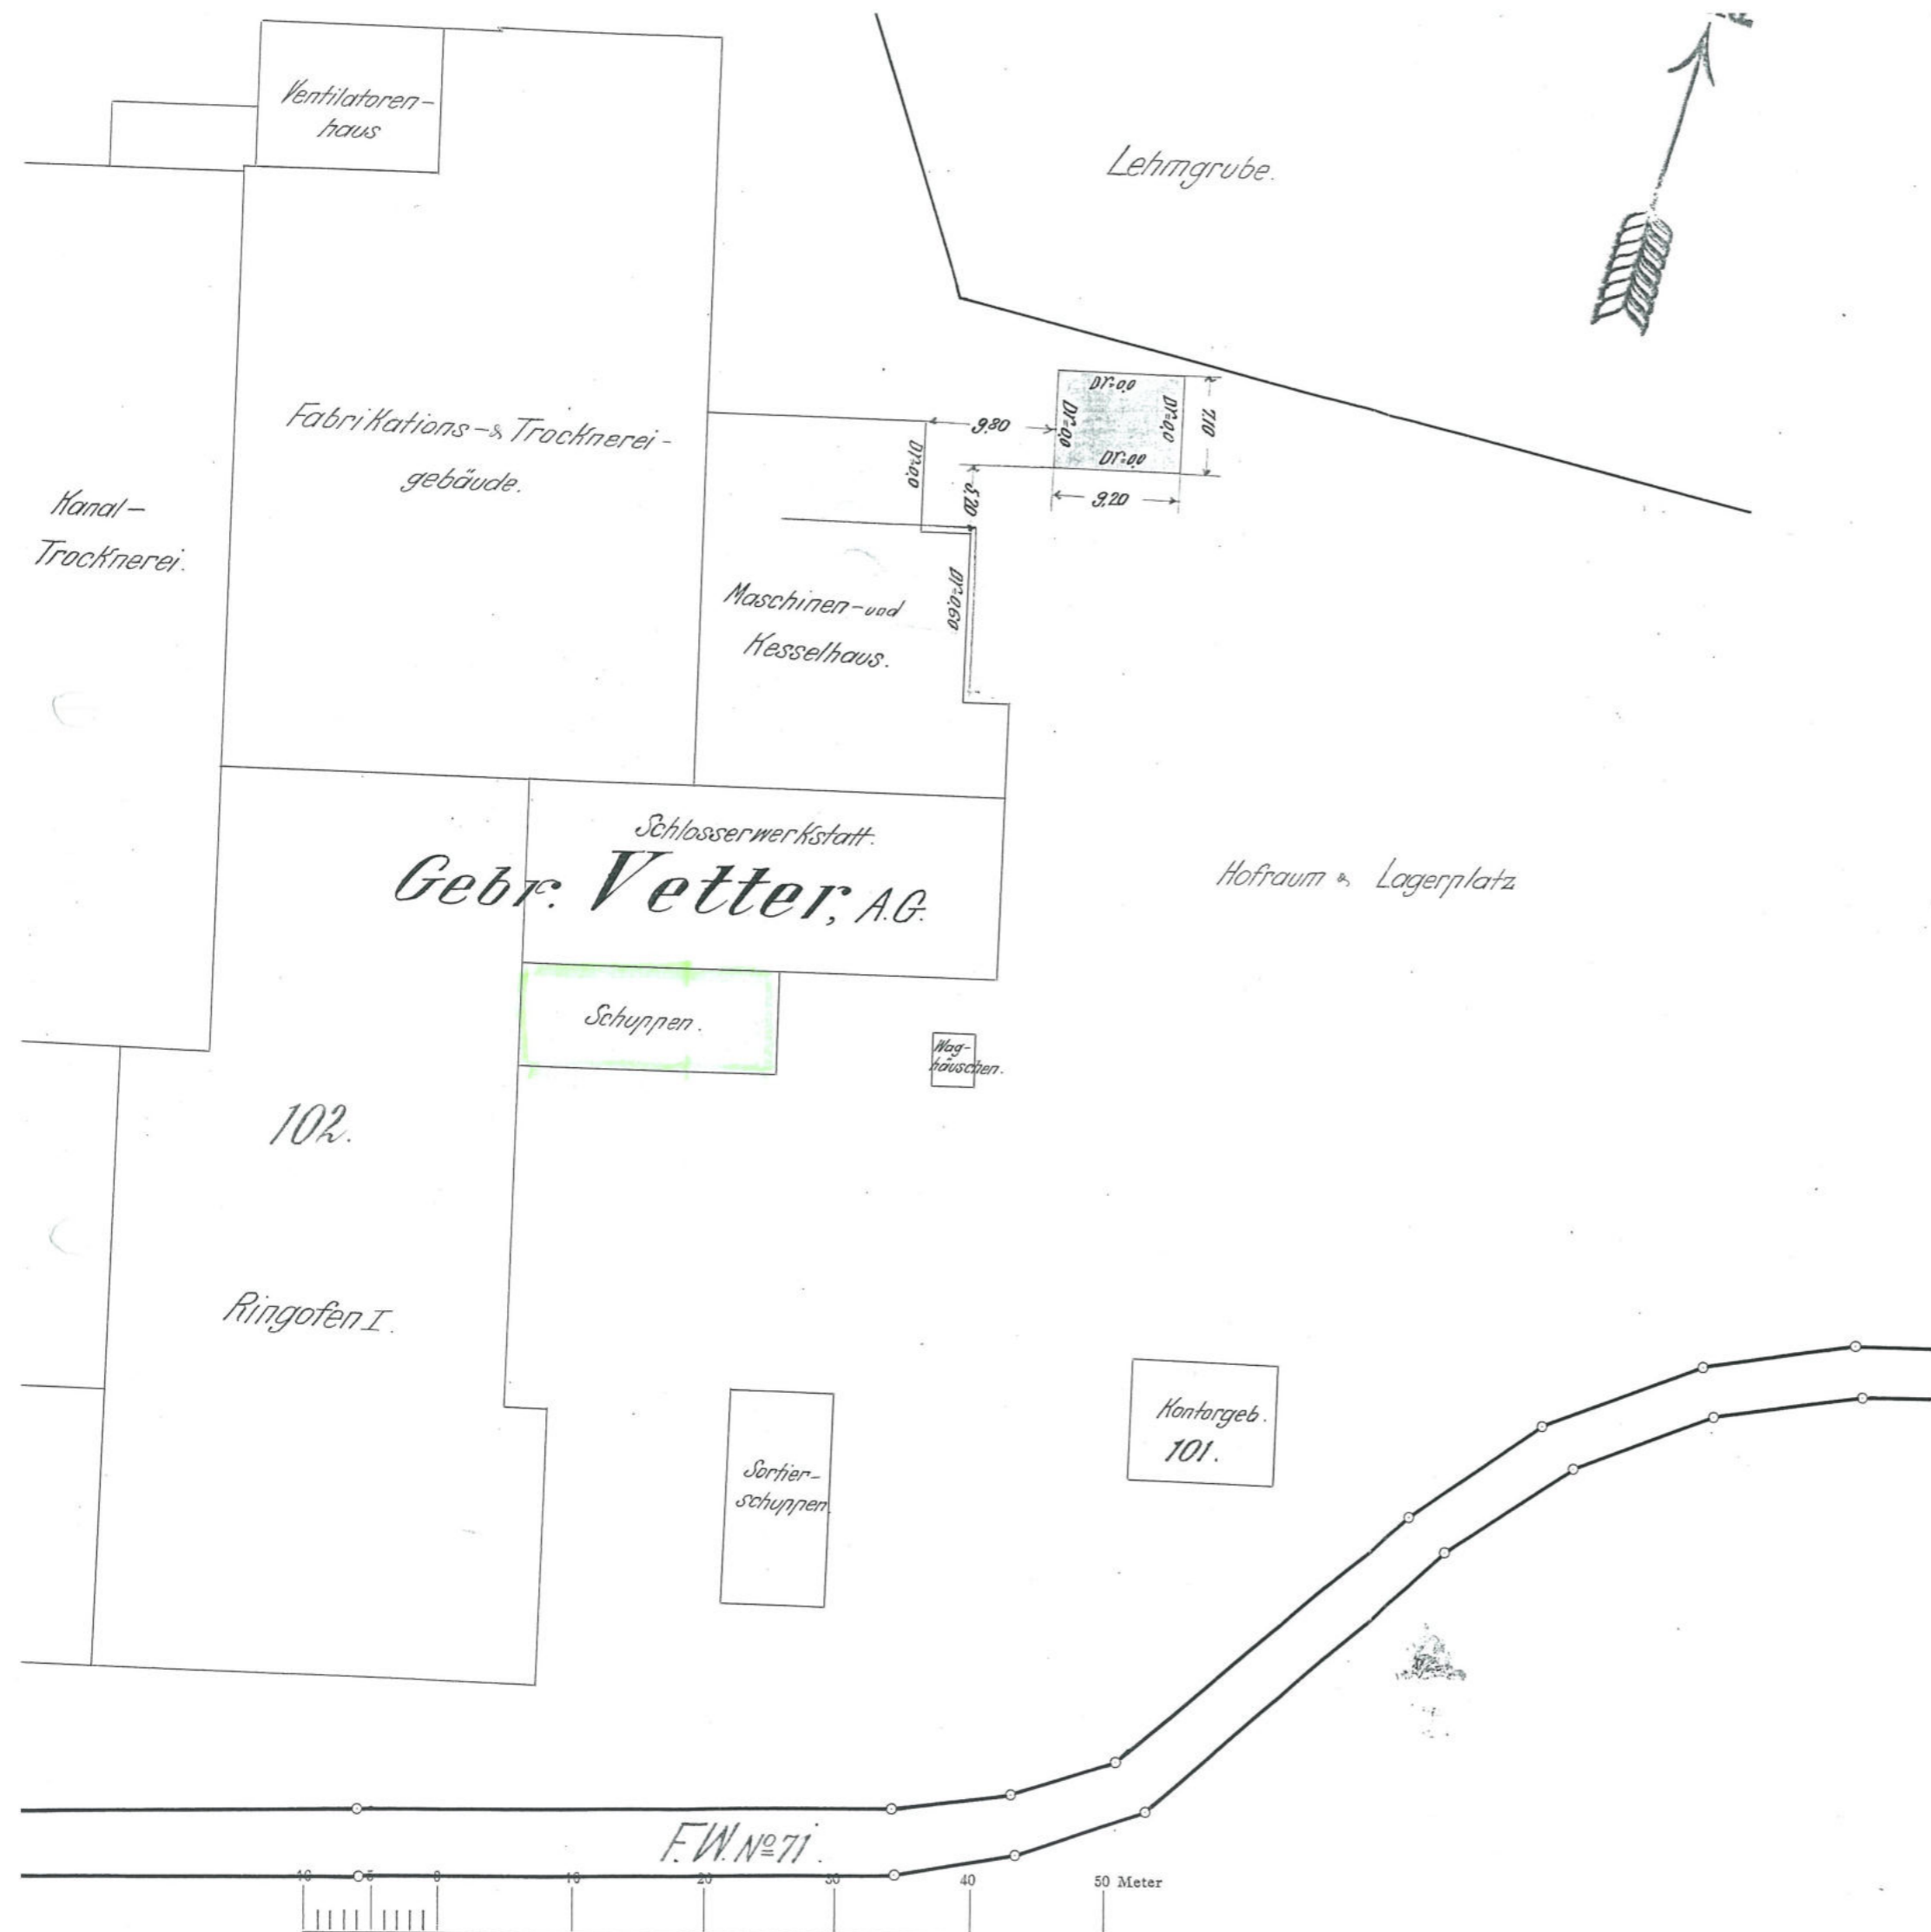 Ventilatoren-
haus
Lehmgrube.
Fabrikations- & Trocknerei-
gebäude.
Kanal-
Trocknerei.
Dr=0,0
Dr=0,0
Dr=0,0
Dr=0,0
7,10
9,80
9,20
5,20
Dr=0,0
Dr=0,60
Maschinen- und
Kesselhaus.
Schlosserwerkstatt.
Gebr. Vetter, A.G.
Hofraum & Lagerplatz
Schuppen.
Wag-
häuschen.
102.
Ringofen I.
Kontorgeb.
101.
Sortier-
schuppen
F.W. Nº 71.
10 5 0 10 20 30 40 50 Meter